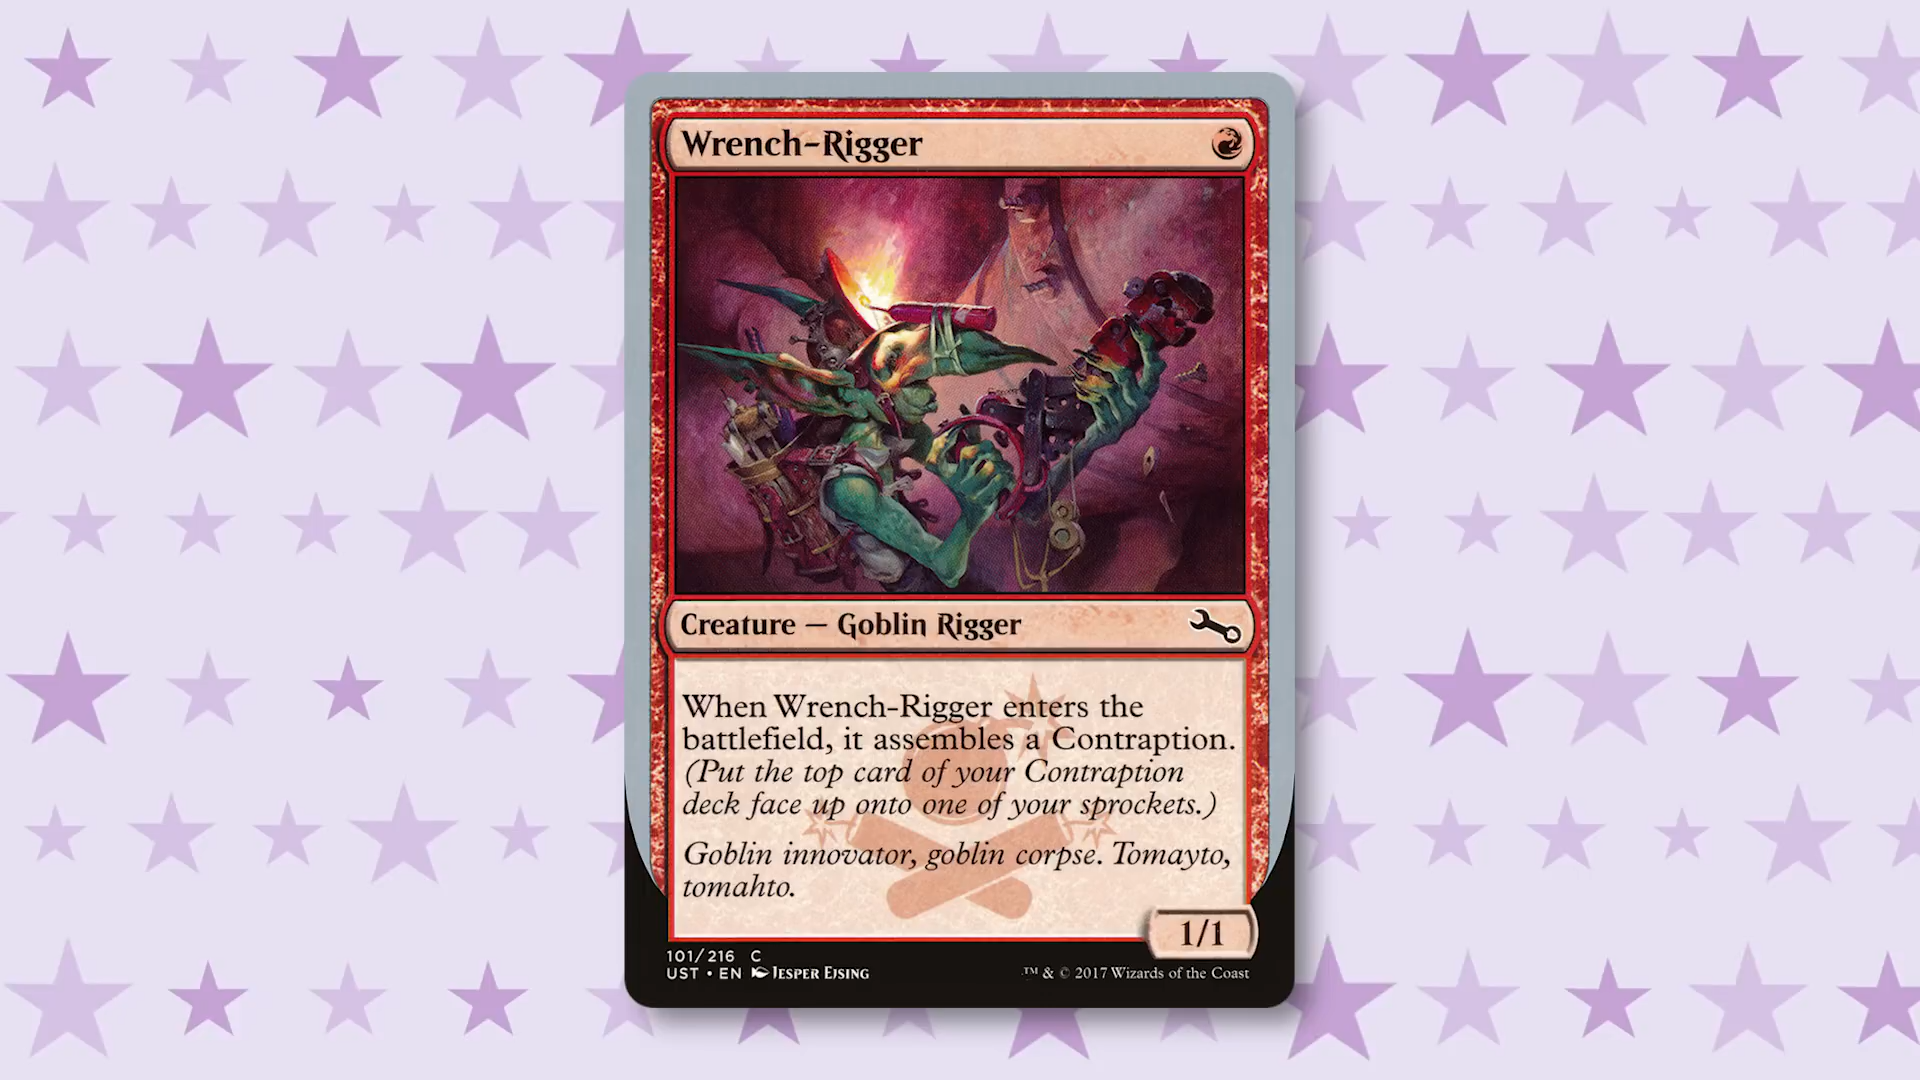 Wrench-Rigger
Creature — Goblin Rigger
When Wrench-Rigger enters the
battlefield, it assembles a Contraption.
(Put the top card of your Contraption
deck face up onto one of your sprockets.)
Goblin innovator, goblin corpse. Tomayto,
tomahto.
1/1
101/216 C
UST • EN Jesper Ejsing
™ & © 2017 Wizards of the Coast